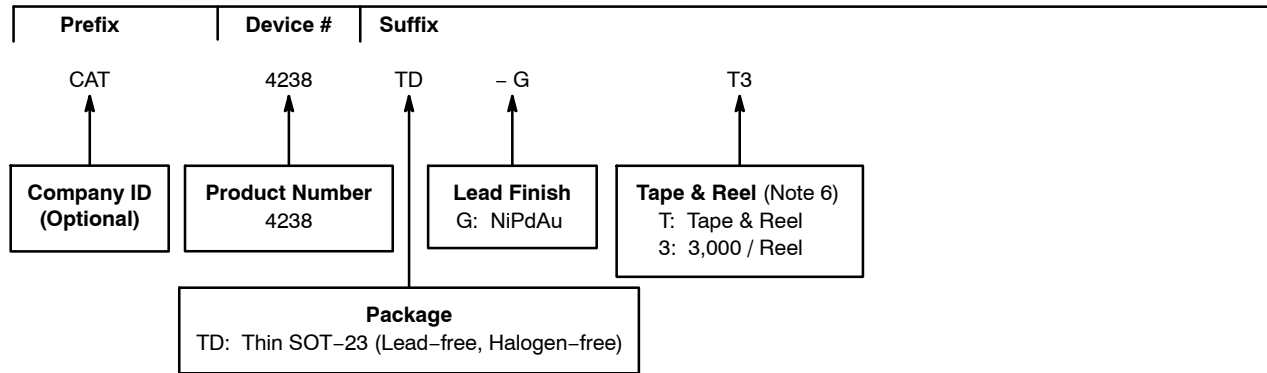 Prefix Device # Suffix
CAT 4238 TD – G T3
Company ID
(Optional)
Product Number
4238
Lead Finish
G: NiPdAu
Tape & Reel (Note 6)
T: Tape & Reel
3: 3,000 / Reel
Package
TD: Thin SOT−23 (Lead−free, Halogen−free)